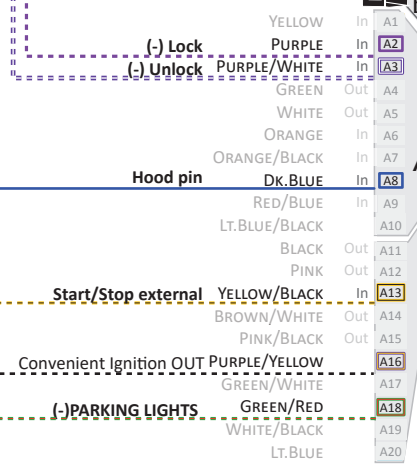 YELLOW In A1
(-) Lock PURPLE In A2
(-) Unlock PURPLE/WHITE In A3
GREEN Out A4
WHITE Out A5
ORANGE In A6
ORANGE/BLACK In A7
Hood pin DK.BLUE In A8
RED/BLUE In A9
LT.BLUE/BLACK A10
BLACK Out A11
PINK Out A12
Start/Stop external YELLOW/BLACK In A13
BROWN/WHITE Out A14
PINK/BLACK Out A15
Convenient Ignition OUT PURPLE/YELLOW A16
GREEN/WHITE A17
(-)PARKING LIGHTS GREEN/RED A18
WHITE/BLACK A19
LT.BLUE A20